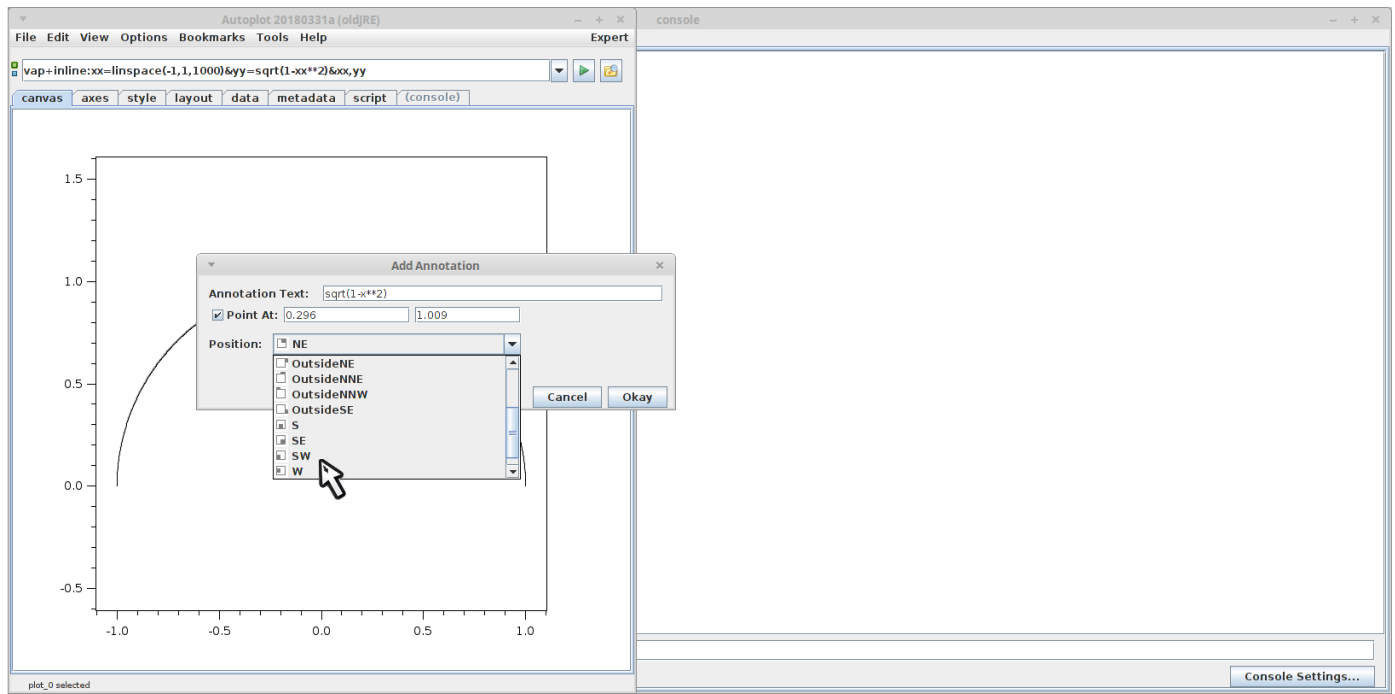 Autoplot 20180331a (oldJRE)
console
File Edit View Options Bookmarks Tools Help Expert
vap+inline:xx=linspace(-1,1,1000)&yy=sqrt(1-xx**2)&xx,yy
canvas axes style layout data metadata script (console)
1.5
1.0
0.5
0.0
-0.5
-1.0 -0.5 0.0 0.5 1.0
Add Annotation
Annotation Text: sqrt(1-x**2)
Point At: 0.296 1.009
Position: NE
OutsideNE
OutsideNNE
OutsideNNW
OutsideSE
S
SE
SW
W
Cancel Okay
Console Settings...
plot_0 selected